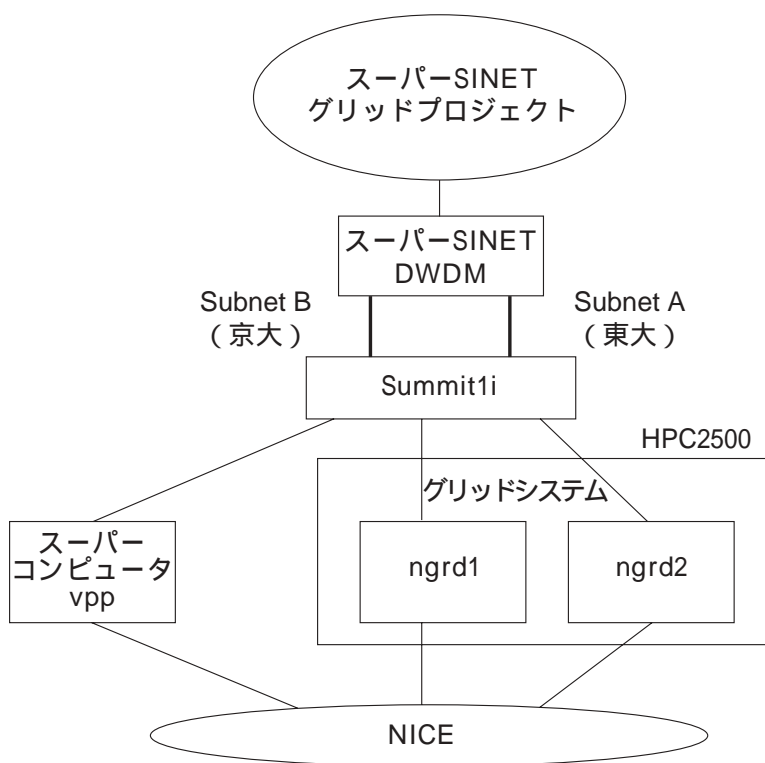 スーパーSINET
グリッドプロジェクト
スーパーSINET
DWDM
Subnet B
（京大）
Subnet A
（東大）
Summit1i
HPC2500
グリッドシステム
スーパー
コンピュータ
vpp
ngrd1
ngrd2
NICE